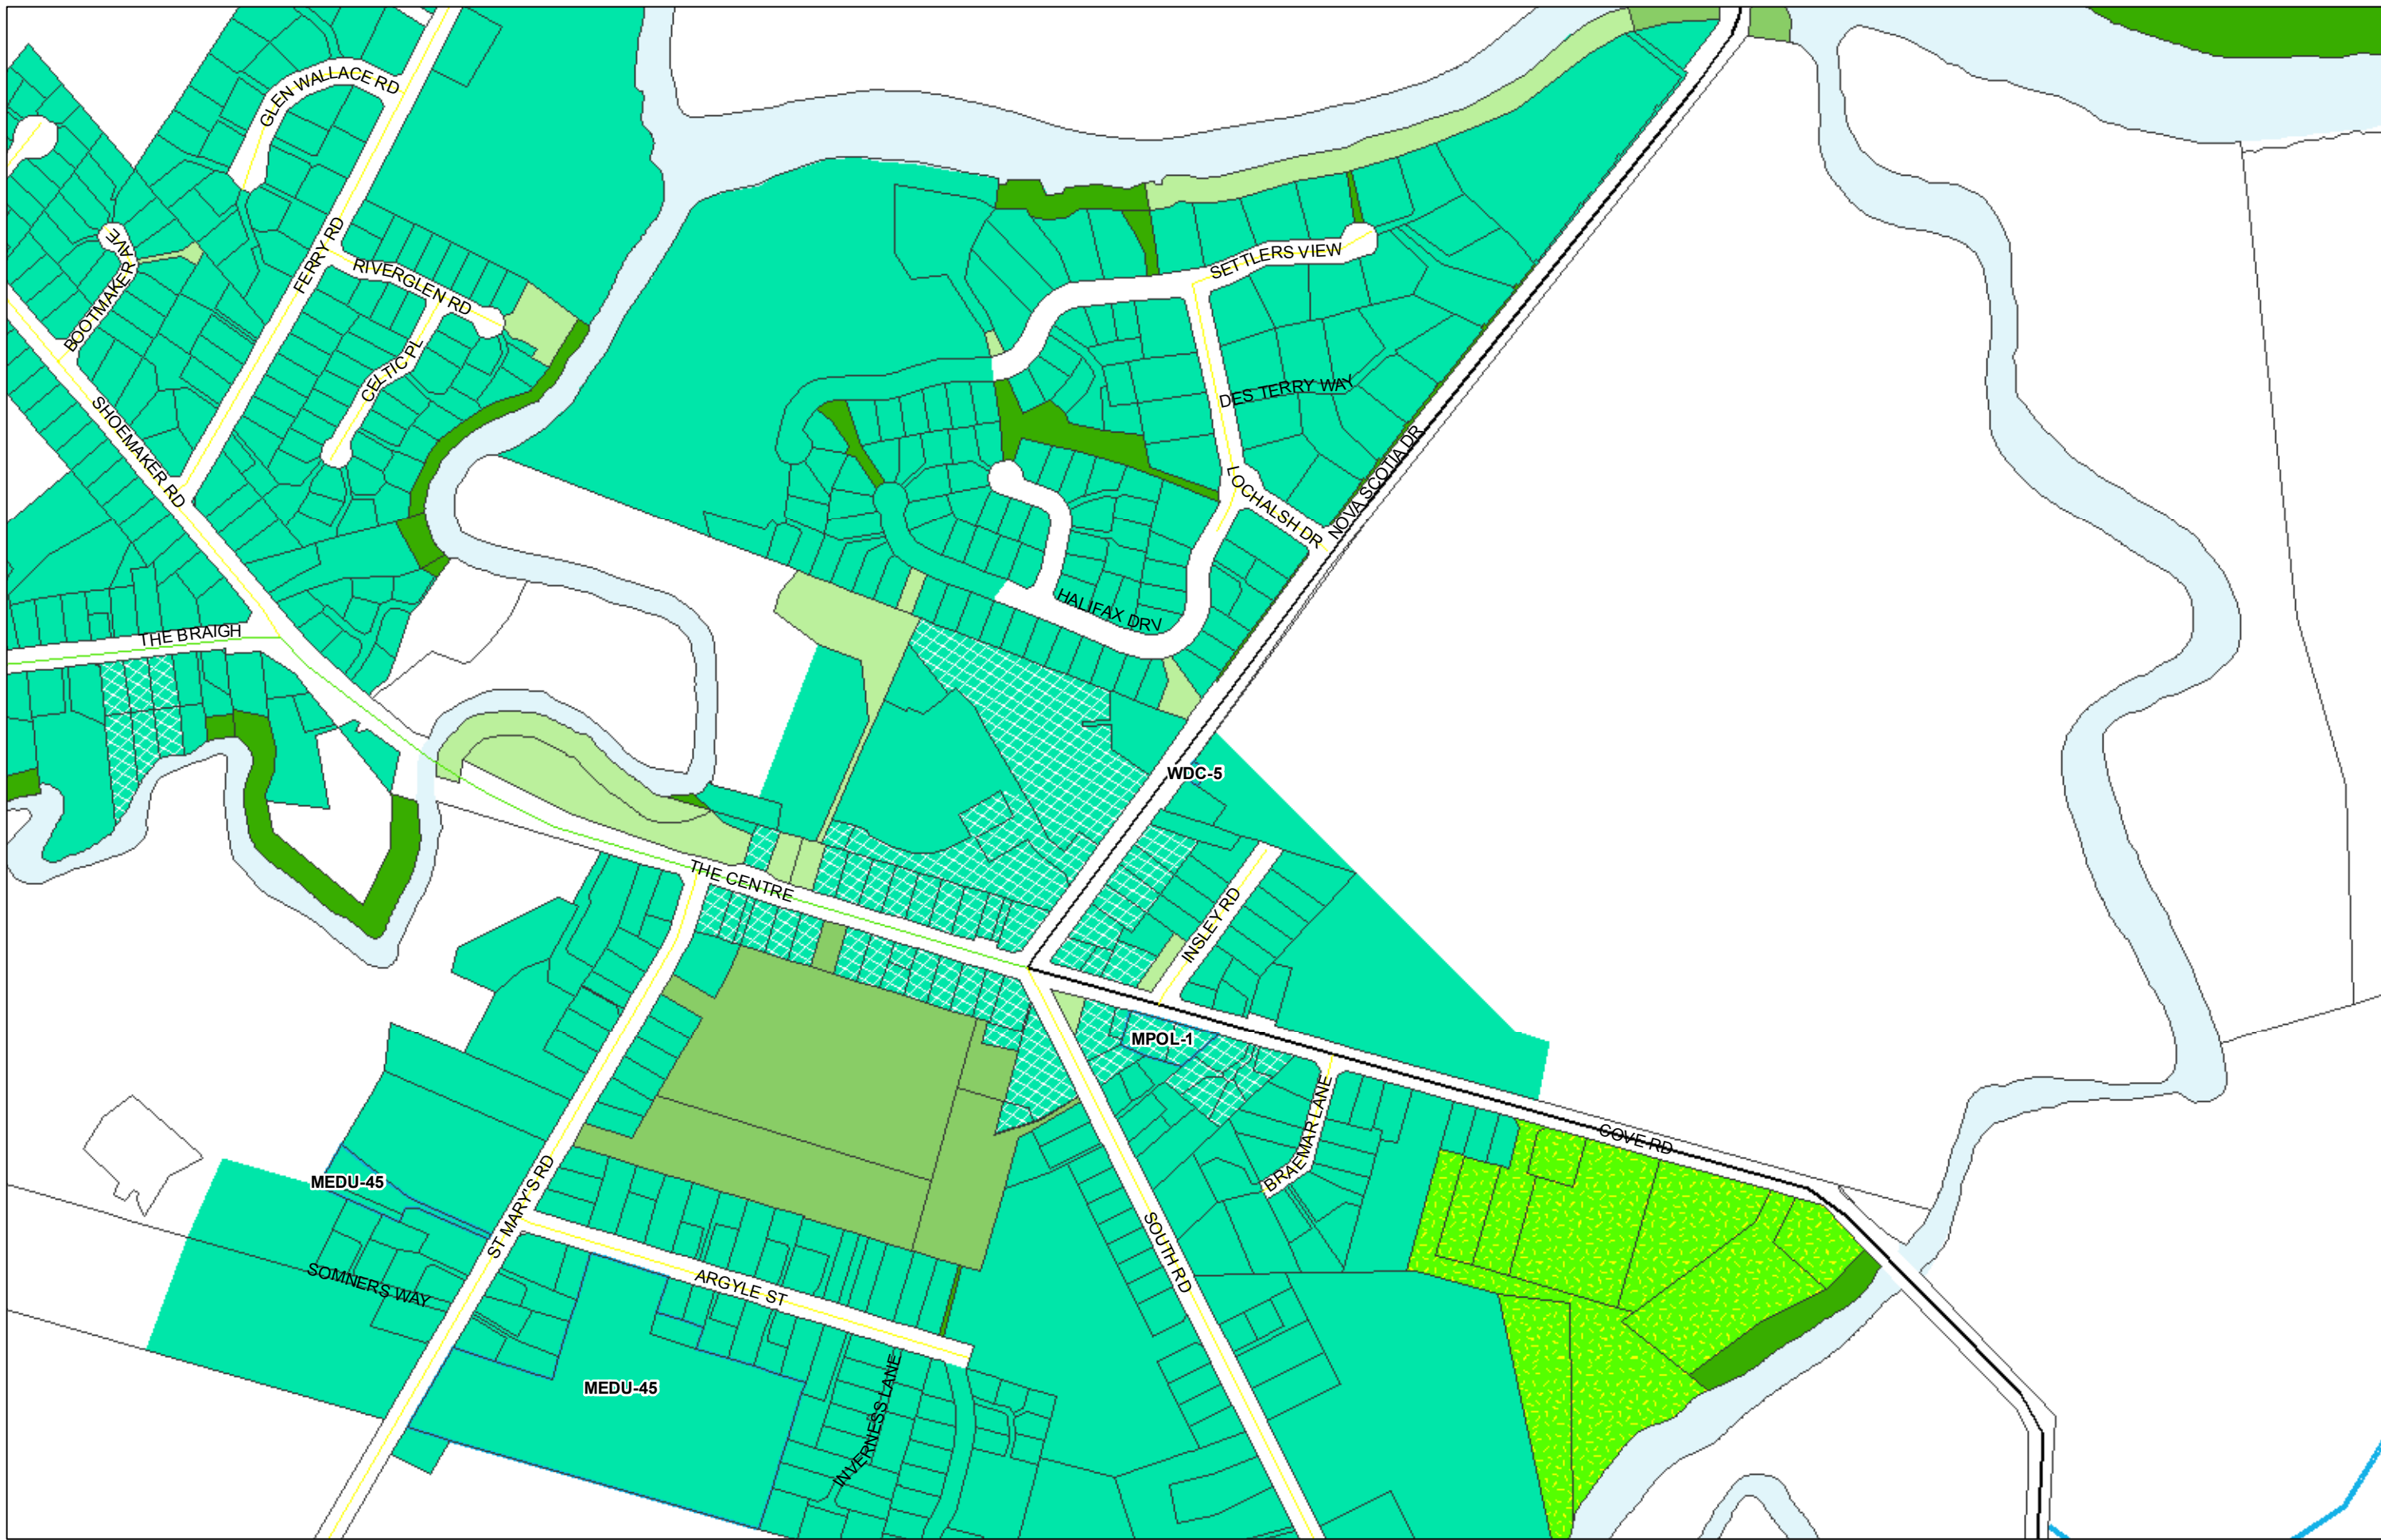 GLEN WALLACE RD
BOOTMAKER AVE
FERRY RD
RIVERGLEN RD
CELTIC PL
SHOEMAKER RD
SETTLERS VIEW
DES TERRY WAY
LOCHALSH DR
NOVA SCOTIA DR
HALIFAX DRV
THE BRAIGH
WDC-5
THE CENTRE
INSLEY RD
MPOL-1
BRAEMAR LANE
COVE RD
MEDU-45
ST MARY'S RD
SOUTH RD
SOMNERS WAY
ARGYLE ST
MEDU-45
INVERNESS LANE